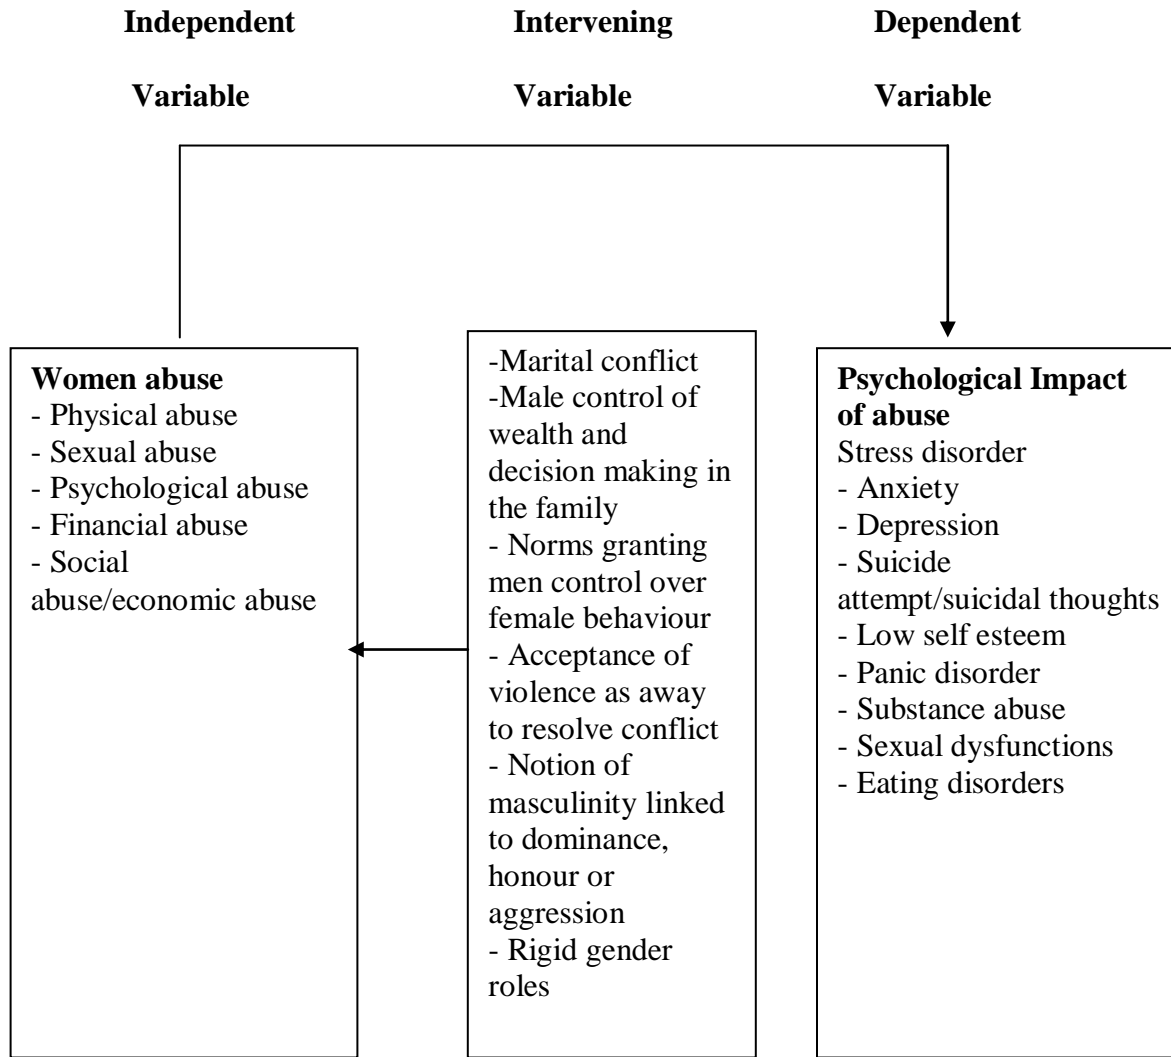 Independent Intervening Dependent
Variable Variable Variable
Women abuse
- Physical abuse
- Sexual abuse
- Psychological abuse
- Financial abuse
- Social
abuse/economic abuse
-Marital conflict
-Male control of
wealth and
decision making in
the family
- Norms granting
men control over
female behaviour
- Acceptance of
violence as away
to resolve conflict
- Notion of
masculinity linked
to dominance,
honour or
aggression
- Rigid gender
roles
Psychological Impact
of abuse
Stress disorder
- Anxiety
- Depression
- Suicide
attempt/suicidal thoughts
- Low self esteem
- Panic disorder
- Substance abuse
- Sexual dysfunctions
- Eating disorders